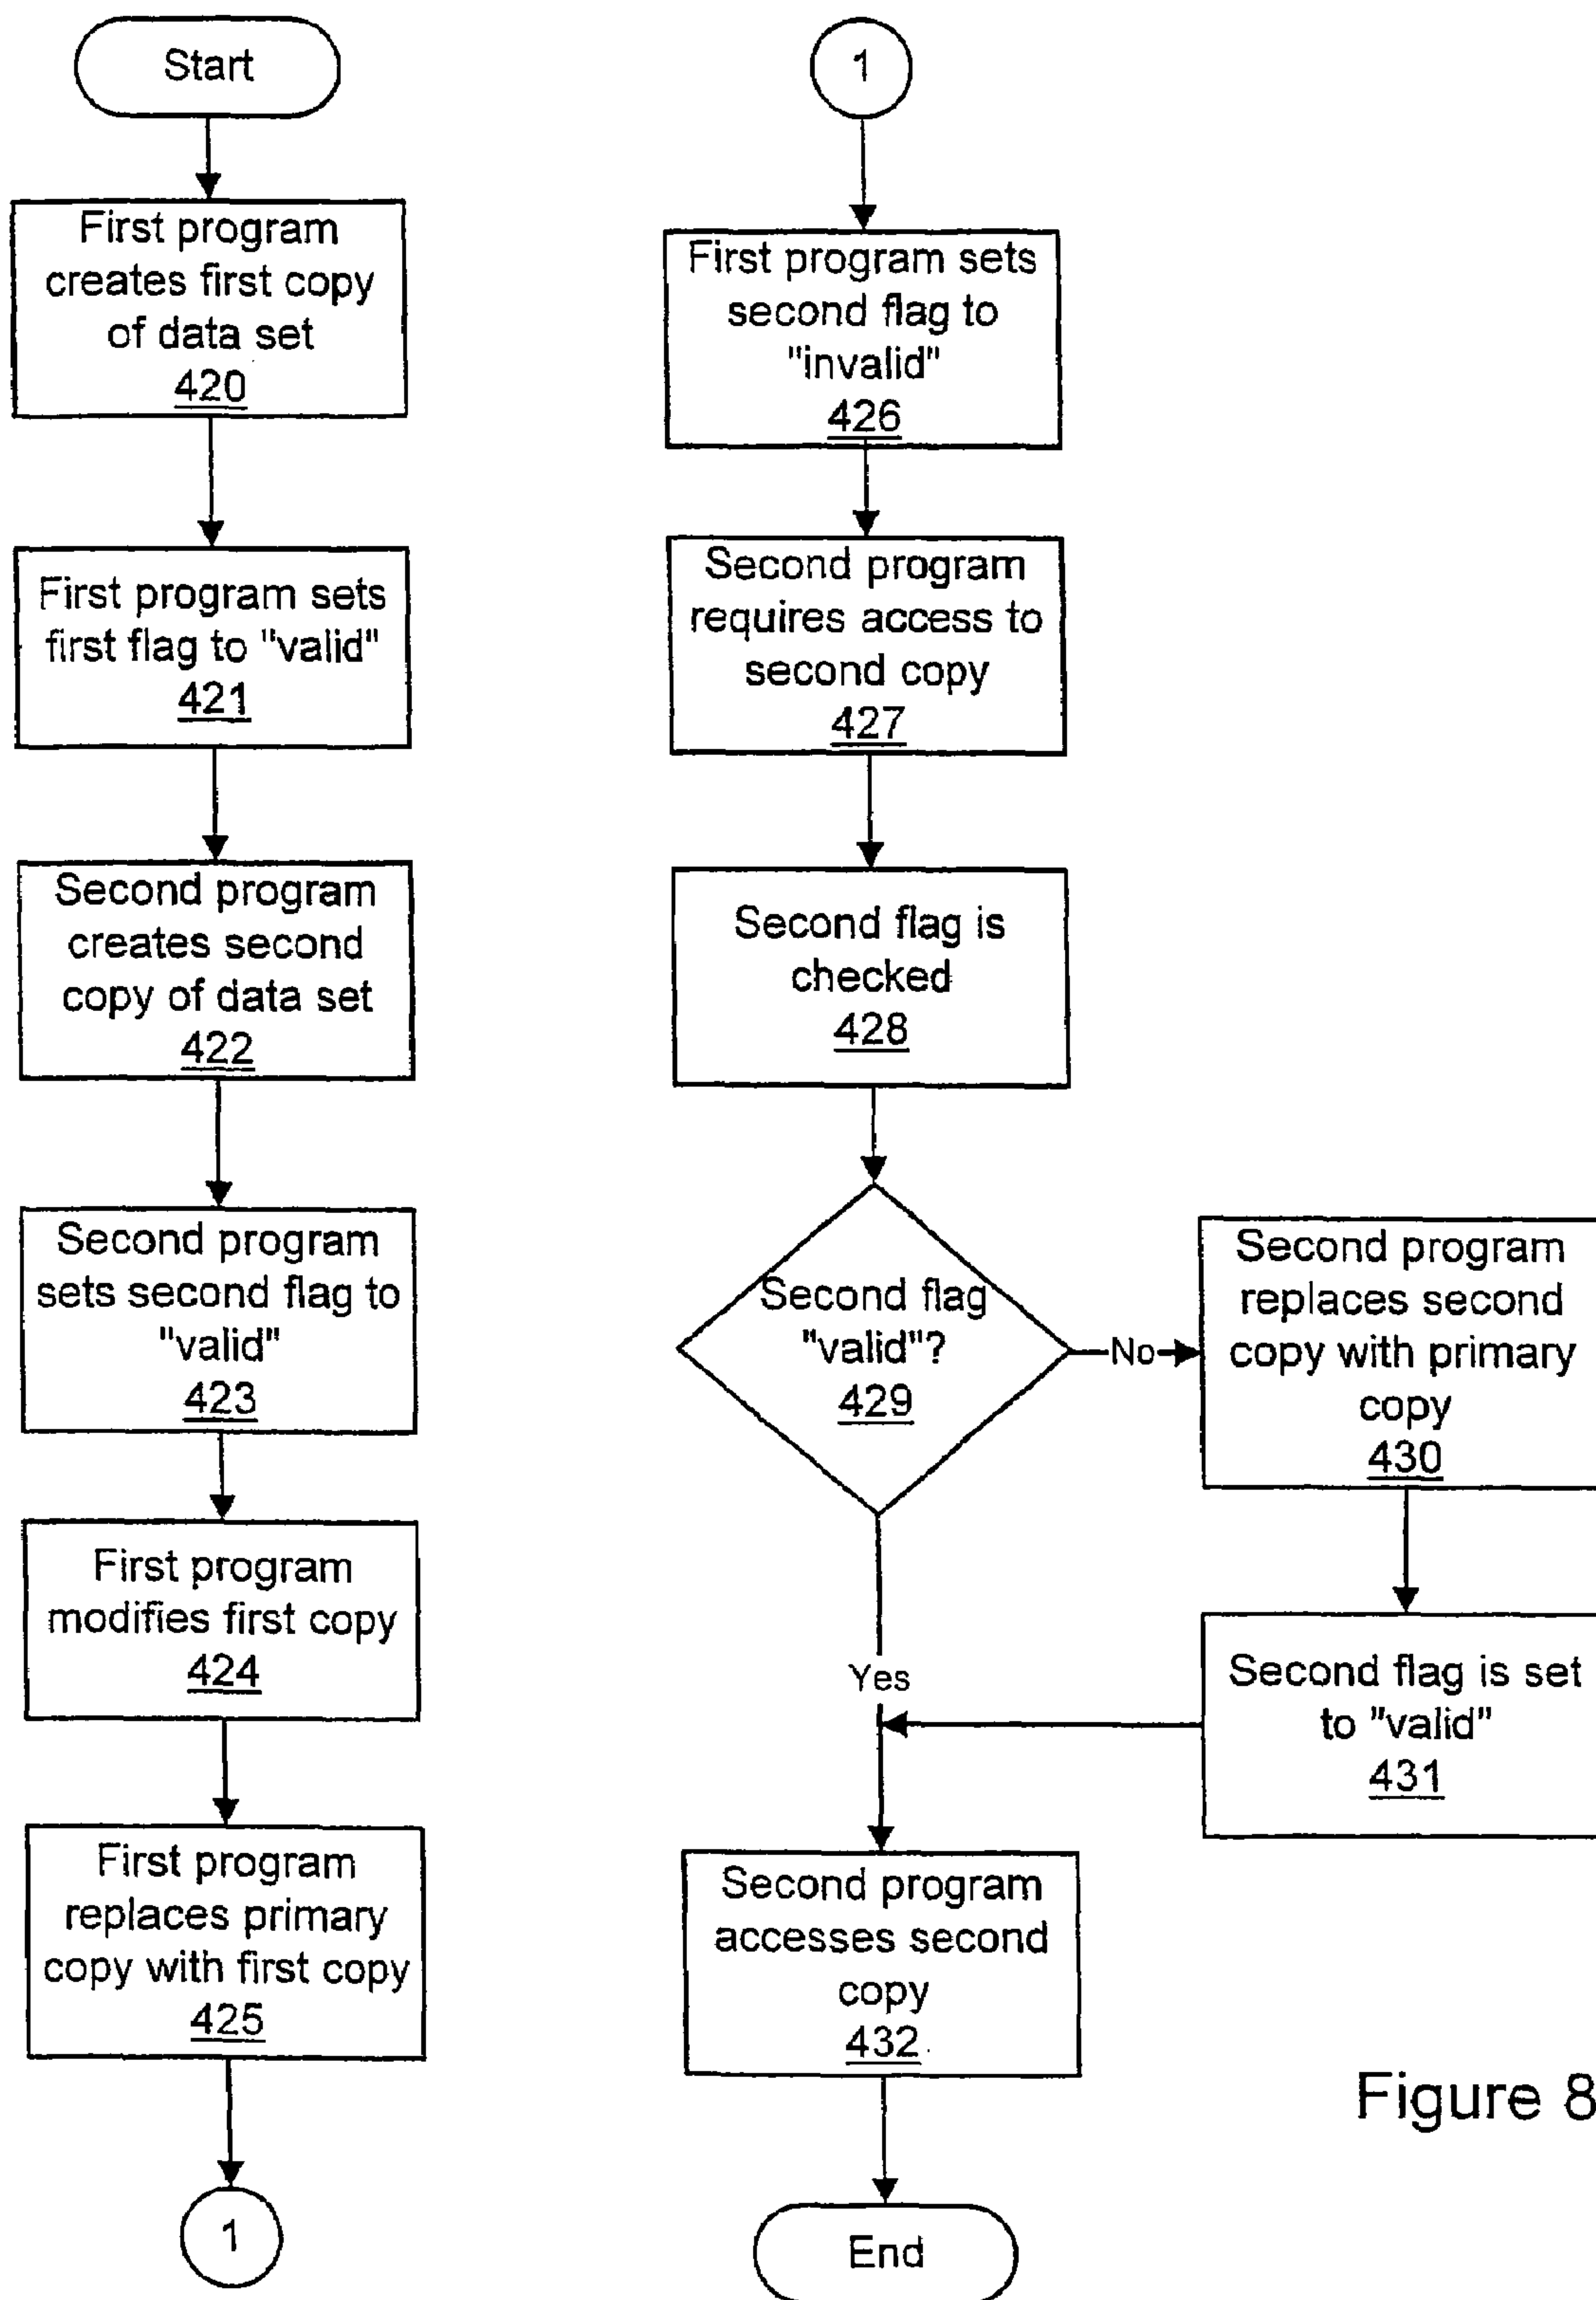 Start
First program
creates first copy
of data set
420
First program sets
first flag to "valid"
421
Second program
creates second
copy of data set
422
Second program
sets second flag to
"valid"
423
First program
modifies first copy
424
First program
replaces primary
copy with first copy
425
1
1
First program sets
second flag to
"invalid"
426
Second program
requires access to
second copy
427
Second flag is
checked
428
Second flag
"valid"?
429
No
Second program
replaces second
copy with primary
copy
430
Second flag is set
to "valid"
431
Yes
Second program
accesses second
copy
432
End
Figure 8